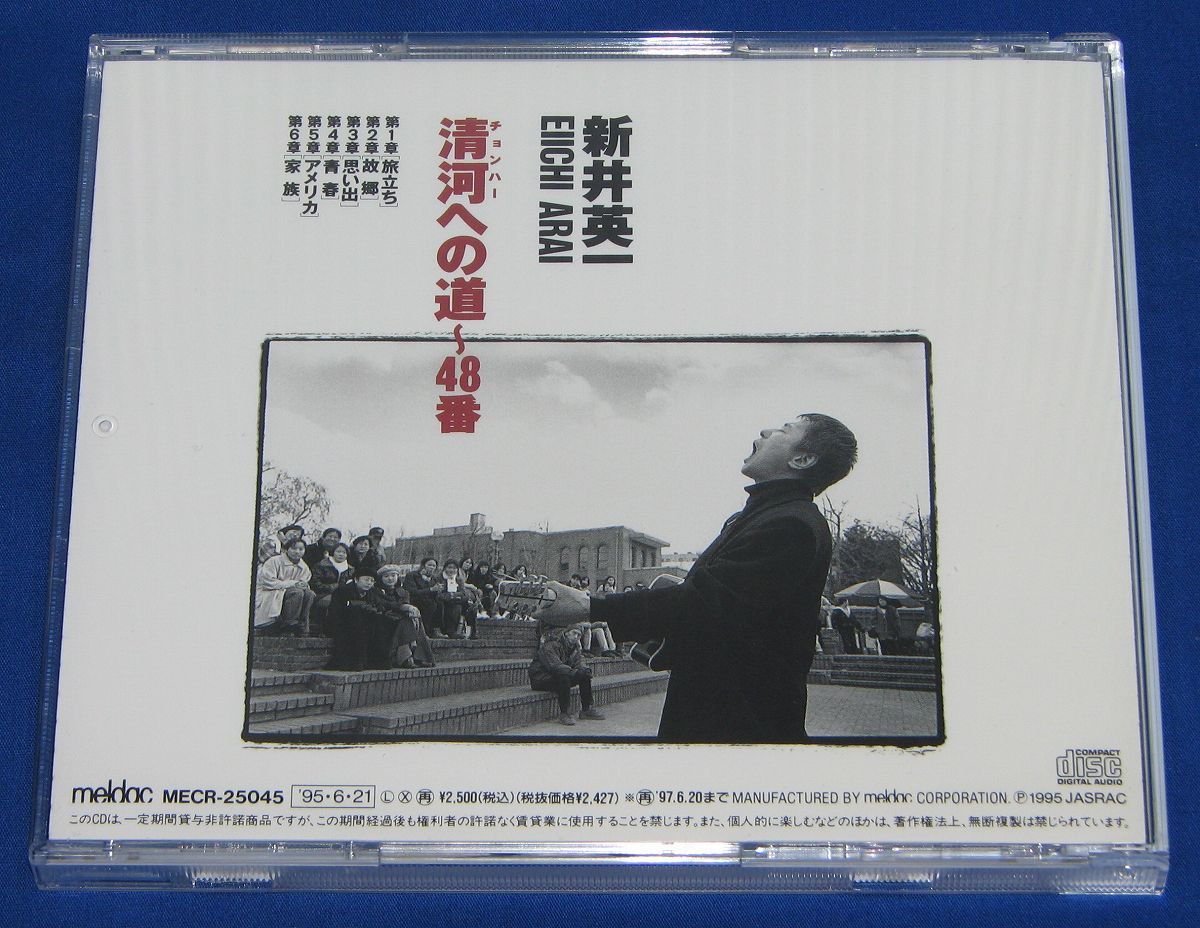 新井英一
EIICHI ARAI
チョンハー
清河への道〜48番
第1章[旅立ち]
第2章[故郷]
第3章[思い出]
第4章[青春]
第5章[アメリカ]
第6章[家族]
COMPACT
disc
DIGITAL AUDIO
meldac MECR-25045 '95・6・21 Ⓛ Ⓧ ㊢ ¥2,500(税込)(税抜価格¥2,427) ※㊢'97.6.20まで MANUFACTURED BY meldac CORPORATION. Ⓟ1995 JASRAC
このCDは、一定期間貸与非許諾商品ですが、この期間経過後も権利者の許諾なく賃貸業に使用することを禁じます。また、個人的に楽しむなどのほかは、著作権法上、無断複製は禁じられています。